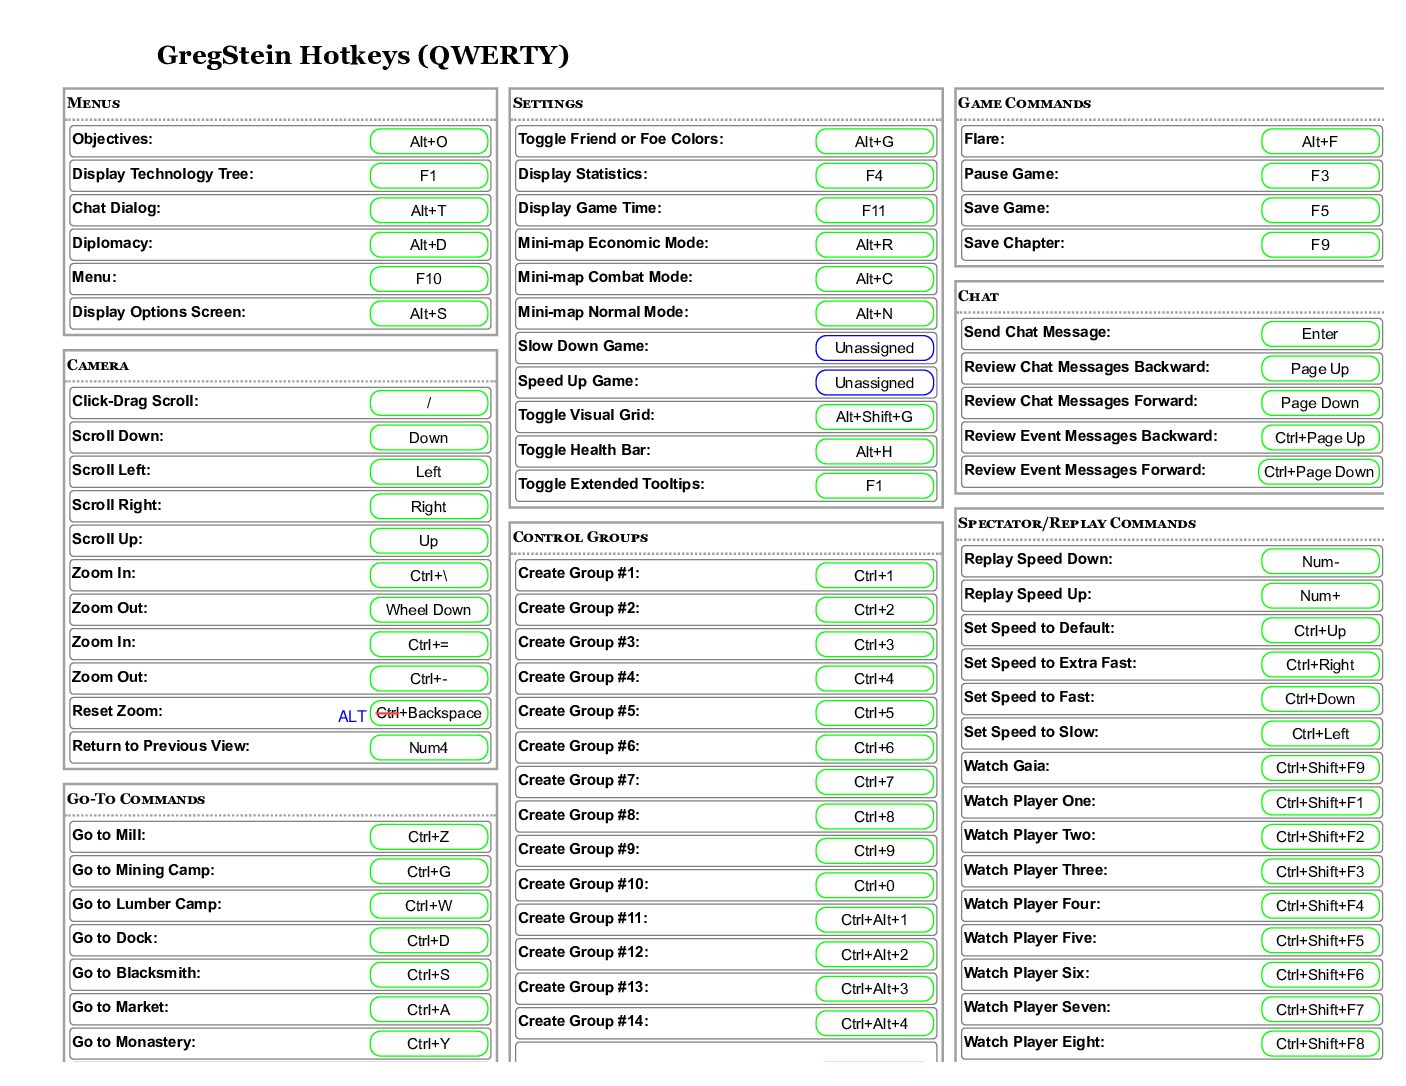 GregStein Hotkeys (QWERTY)
Menus
Objectives: Alt+O
Display Technology Tree: F1
Chat Dialog: Alt+T
Diplomacy: Alt+D
Menu: F10
Display Options Screen: Alt+S
Camera
Click-Drag Scroll: /
Scroll Down: Down
Scroll Left: Left
Scroll Right: Right
Scroll Up: Up
Zoom In: Ctrl+\
Zoom Out: Wheel Down
Zoom In: Ctrl+=
Zoom Out: Ctrl+-
Reset Zoom: ALT Ctrl+Backspace
Return to Previous View: Num4
Go-To Commands
Go to Mill: Ctrl+Z
Go to Mining Camp: Ctrl+G
Go to Lumber Camp: Ctrl+W
Go to Dock: Ctrl+D
Go to Blacksmith: Ctrl+S
Go to Market: Ctrl+A
Go to Monastery: Ctrl+Y
Settings
Toggle Friend or Foe Colors: Alt+G
Display Statistics: F4
Display Game Time: F11
Mini-map Economic Mode: Alt+R
Mini-map Combat Mode: Alt+C
Mini-map Normal Mode: Alt+N
Slow Down Game: Unassigned
Speed Up Game: Unassigned
Toggle Visual Grid: Alt+Shift+G
Toggle Health Bar: Alt+H
Toggle Extended Tooltips: F1
Control Groups
Create Group #1: Ctrl+1
Create Group #2: Ctrl+2
Create Group #3: Ctrl+3
Create Group #4: Ctrl+4
Create Group #5: Ctrl+5
Create Group #6: Ctrl+6
Create Group #7: Ctrl+7
Create Group #8: Ctrl+8
Create Group #9: Ctrl+9
Create Group #10: Ctrl+0
Create Group #11: Ctrl+Alt+1
Create Group #12: Ctrl+Alt+2
Create Group #13: Ctrl+Alt+3
Create Group #14: Ctrl+Alt+4
Game Commands
Flare: Alt+F
Pause Game: F3
Save Game: F5
Save Chapter: F9
Chat
Send Chat Message: Enter
Review Chat Messages Backward: Page Up
Review Chat Messages Forward: Page Down
Review Event Messages Backward: Ctrl+Page Up
Review Event Messages Forward: Ctrl+Page Down
Spectator/Replay Commands
Replay Speed Down: Num-
Replay Speed Up: Num+
Set Speed to Default: Ctrl+Up
Set Speed to Extra Fast: Ctrl+Right
Set Speed to Fast: Ctrl+Down
Set Speed to Slow: Ctrl+Left
Watch Gaia: Ctrl+Shift+F9
Watch Player One: Ctrl+Shift+F1
Watch Player Two: Ctrl+Shift+F2
Watch Player Three: Ctrl+Shift+F3
Watch Player Four: Ctrl+Shift+F4
Watch Player Five: Ctrl+Shift+F5
Watch Player Six: Ctrl+Shift+F6
Watch Player Seven: Ctrl+Shift+F7
Watch Player Eight: Ctrl+Shift+F8